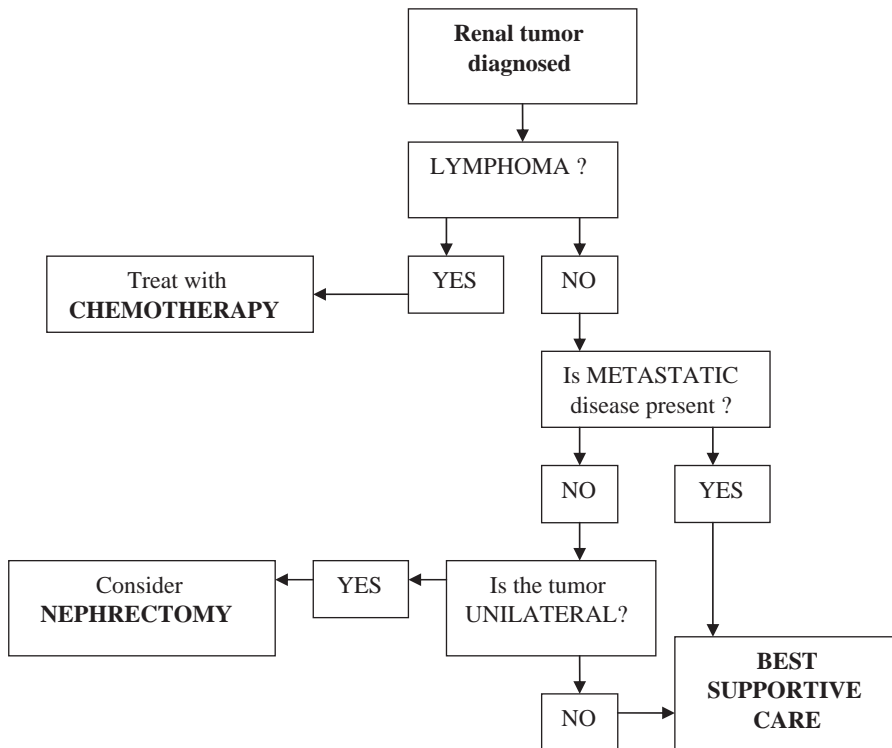 Renal tumor
diagnosed
LYMPHOMA ?
YES
NO
Treat with
CHEMOTHERAPY
Is METASTATIC
disease present ?
NO
YES
Is the tumor
UNILATERAL?
YES
Consider
NEPHRECTOMY
NO
BEST
SUPPORTIVE
CARE